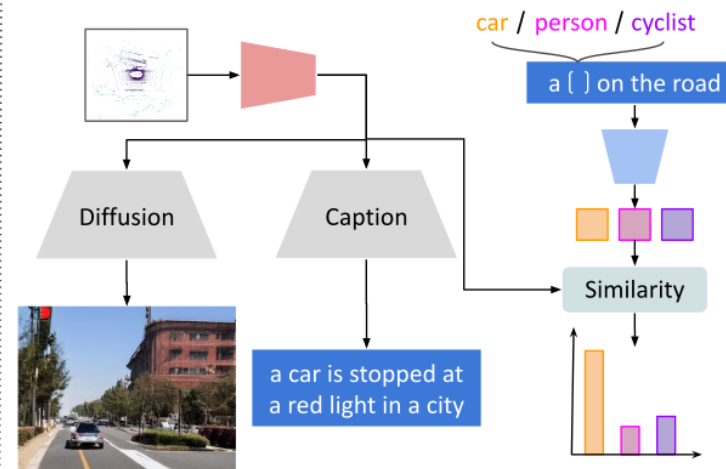 car / person / cyclist
a [ ] on the road
Diffusion
Caption
Similarity
a car is stopped at
a red light in a city